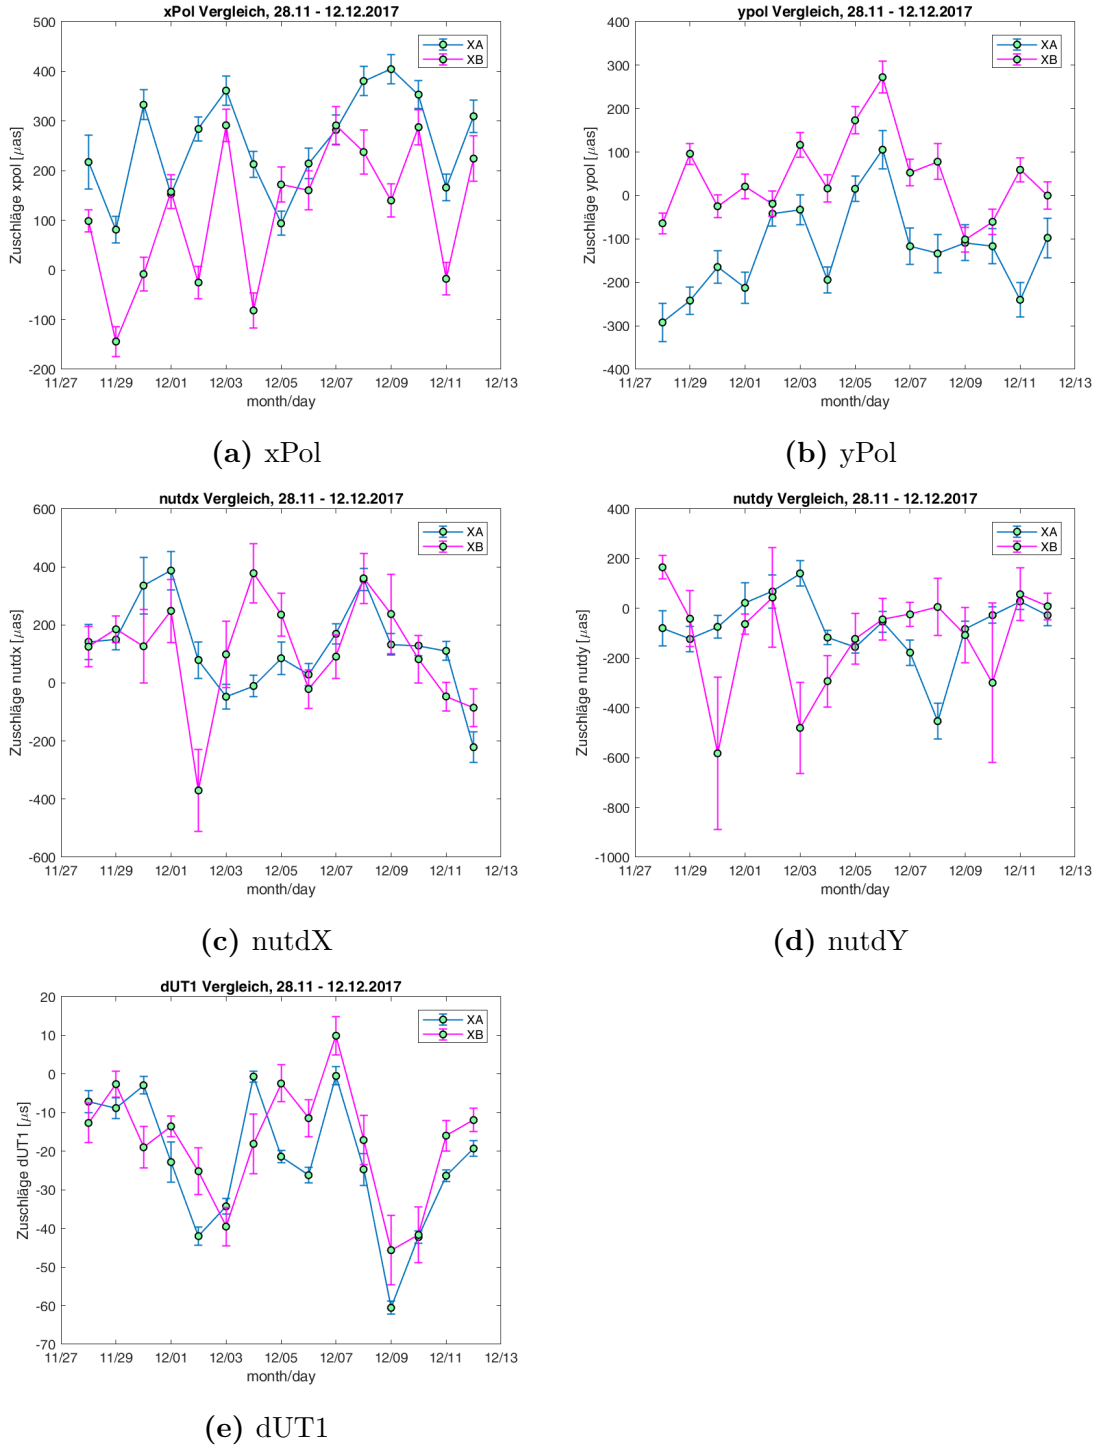 xPol Vergleich, 28.11 - 12.12.2017
500
400
300
200
100
0
-100
-200
Zuschläge xpol [μas]
XA
XB
11/27 11/29 12/01 12/03 12/05 12/07 12/09 12/11 12/13
month/day
(a) xPol
ypol Vergleich, 28.11 - 12.12.2017
400
300
200
100
0
-100
-200
-300
-400
Zuschläge ypol [μas]
XA
XB
11/27 11/29 12/01 12/03 12/05 12/07 12/09 12/11 12/13
month/day
(b) yPol
nutdx Vergleich, 28.11 - 12.12.2017
600
400
200
0
-200
-400
-600
Zuschläge nutdx [μas]
XA
XB
11/27 11/29 12/01 12/03 12/05 12/07 12/09 12/11 12/13
month/day
(c) nutdX
nutdy Vergleich, 28.11 - 12.12.2017
400
200
0
-200
-400
-600
-800
-1000
Zuschläge nutdy [μas]
XA
XB
11/27 11/29 12/01 12/03 12/05 12/07 12/09 12/11 12/13
month/day
(d) nutdY
dUT1 Vergleich, 28.11 - 12.12.2017
20
10
0
-10
-20
-30
-40
-50
-60
-70
Zuschläge dUT1 [μs]
XA
XB
11/27 11/29 12/01 12/03 12/05 12/07 12/09 12/11 12/13
month/day
(e) dUT1